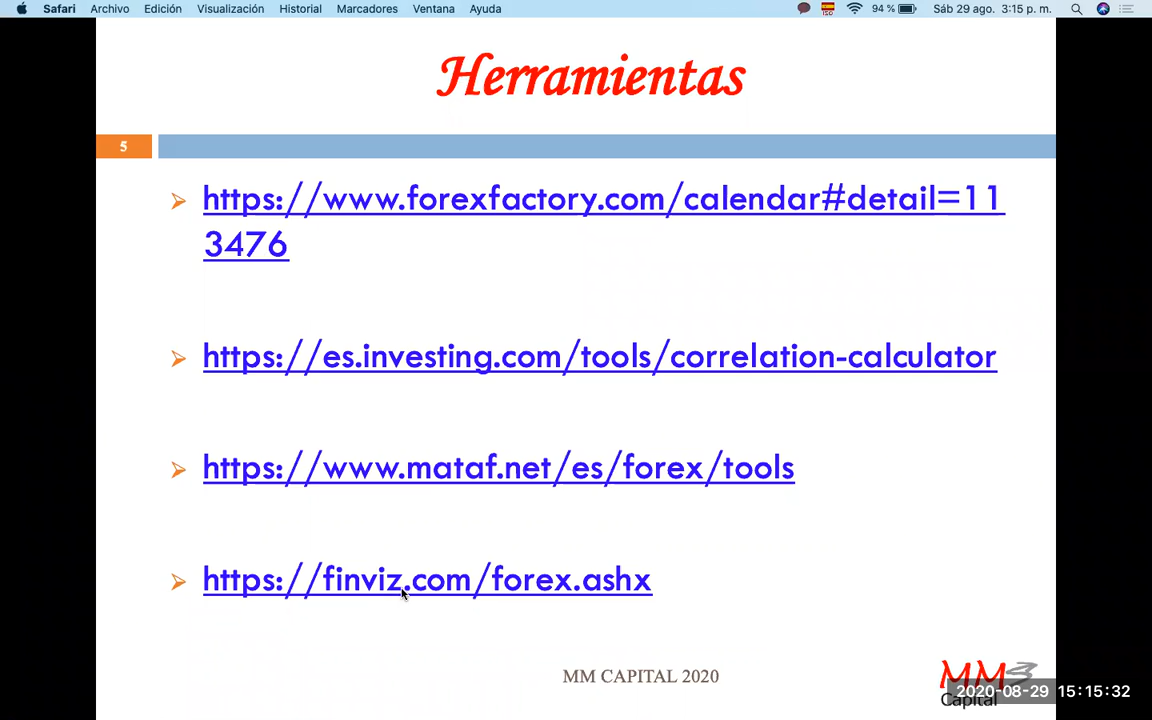 Safari Archivo Edición Visualización Historial Marcadores Ventana Ayuda 94 % Sáb 29 ago. 3:15 p. m.
Herramientas
5
https://www.forexfactory.com/calendar#detail=11
3476
https://es.investing.com/tools/correlation-calculator
https://www.mataf.net/es/forex/tools
https://finviz.com/forex.ashx
MM CAPITAL 2020
MM3
2020-08-29 15:15:32
Capital